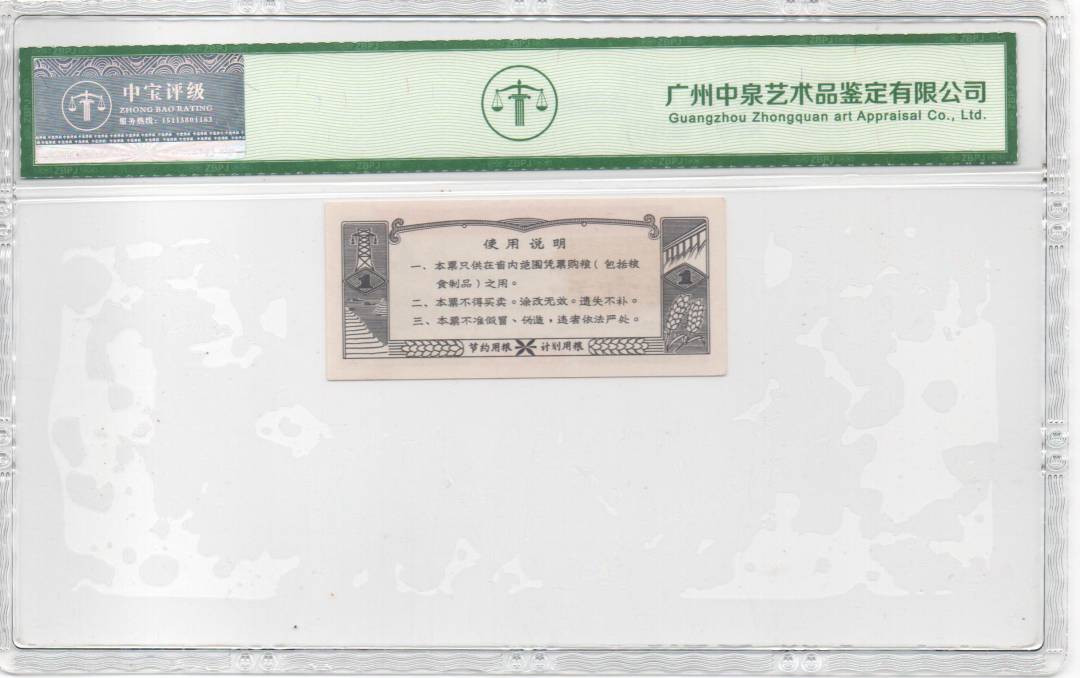 中宝评级
ZHONG BAO RATING
服务热线：15213801183
广州中泉艺术品鉴定有限公司
Guangzhou Zhongquan art Appraisal Co., Ltd.
使用说明
一、本票只供在省内范围凭票购粮（包括粮
食制品）之用。
1
1
二、本票不得买卖。涂改无效。遗失不补。
三、本票不准假冒、伪造，违者依法严处。
节约用粮 计划用粮